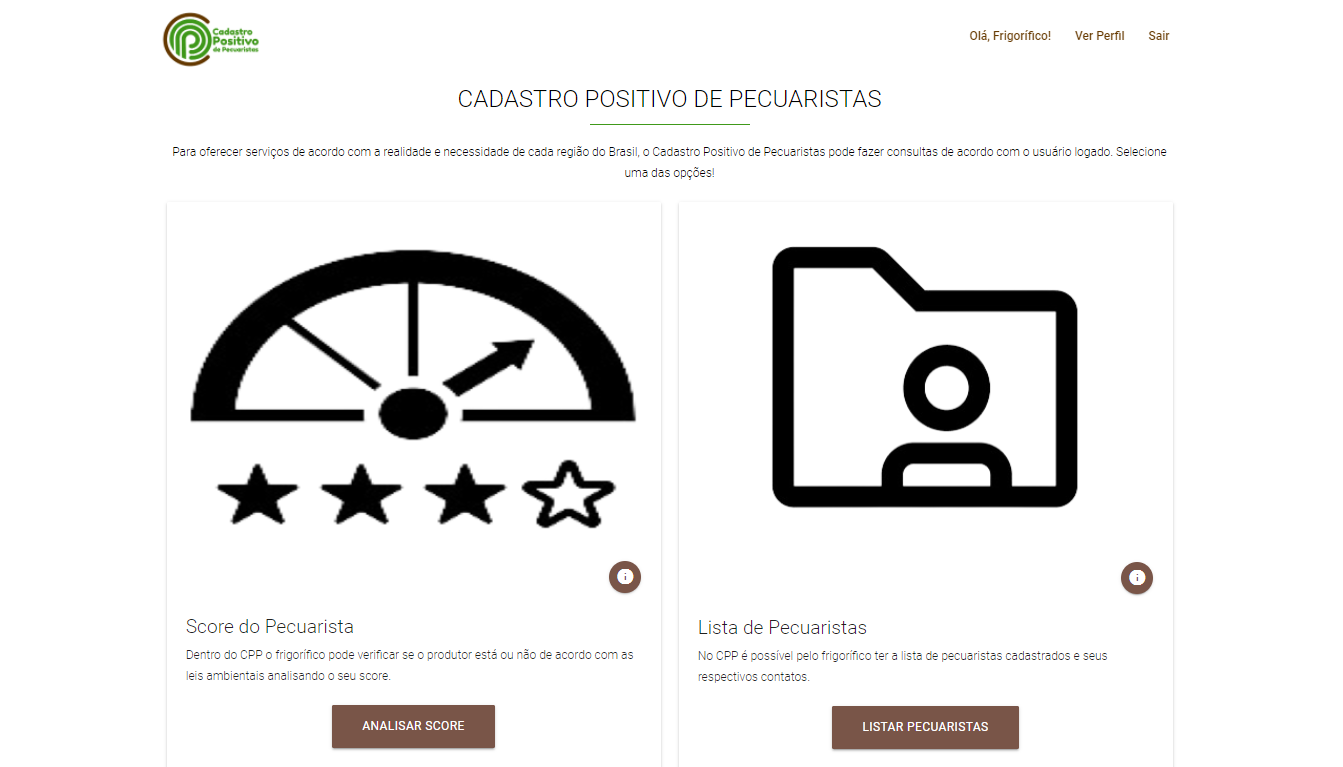 Cadastro
Positivo
de Pecuaristas
Olá, Frigorífico! Ver Perfil Sair
CADASTRO POSITIVO DE PECUARISTAS
Para oferecer serviços de acordo com a realidade e necessidade de cada região do Brasil, o Cadastro Positivo de Pecuaristas pode fazer consultas de acordo com o usuário logado. Selecione
uma das opções!
Score do Pecuarista
Dentro do CPP o frigorífico pode verificar se o produtor está ou não de acordo com as
leis ambientais analisando o seu score.
ANALISAR SCORE
Lista de Pecuaristas
No CPP é possível pelo frigorífico ter a lista de pecuaristas cadastrados e seus
respectivos contatos.
LISTAR PECUARISTAS